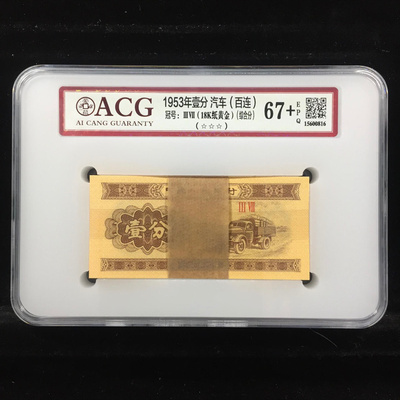 ACG
AI CANG GUARANTY
1953年壹分 汽车（百连）
冠号：ⅢⅦ（18K纸黄金）(综合分)
（☆☆☆）
67+
EPQ
15600816
ⅢⅦ
壹分